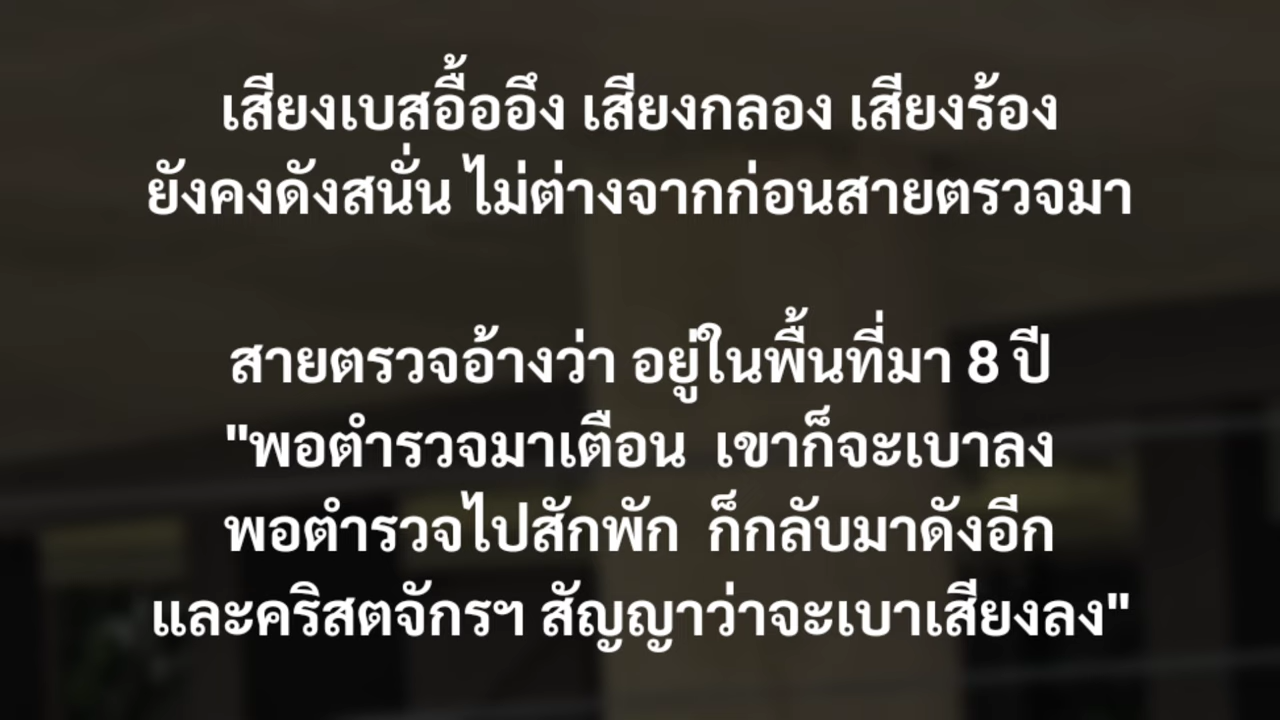 เสียงเบสอื้ออึง เสียงกลอง เสียงร้อง
ยังคงดังสนั่น ไม่ต่างจากก่อนสายตรวจมา
สายตรวจอ้างว่า อยู่ในพื้นที่มา 8 ปี
"พอตำรวจมาเตือน เขาก็จะเบาลง
พอตำรวจไปสักพัก ก็กลับมาดังอีก
และคริสตจักรฯ สัญญาว่าจะเบาเสียงลง"